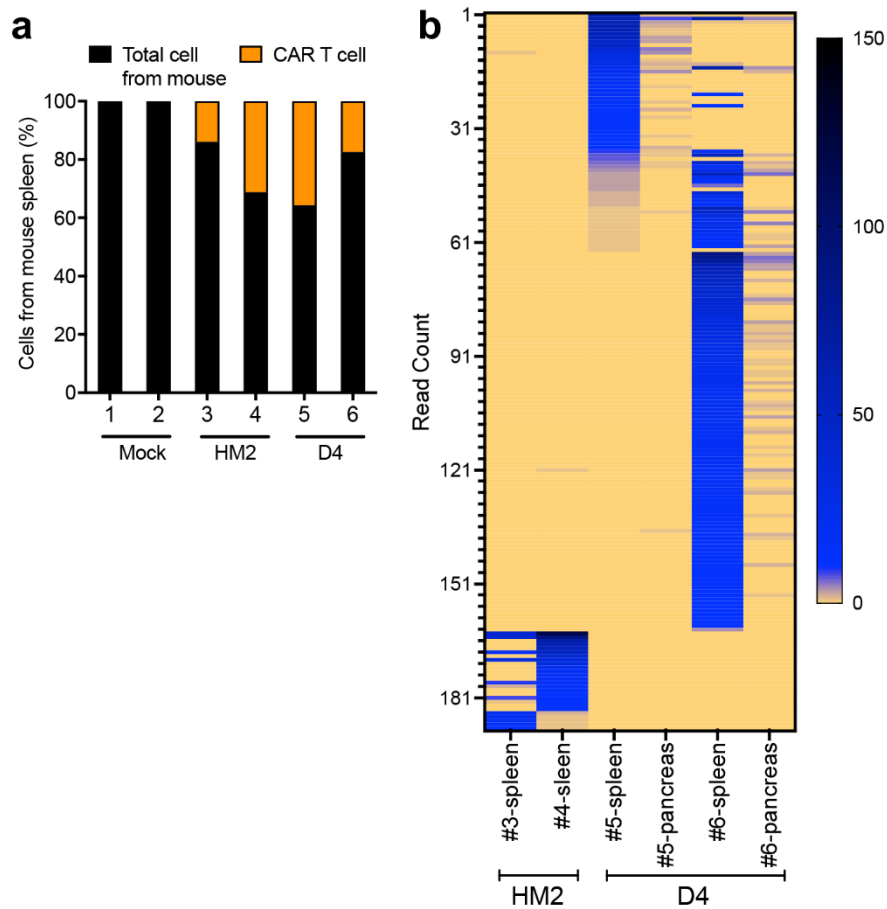 a
Total cell
from mouse
CAR T cell
Cells from mouse spleen (%)
100
80
60
40
20
0
1 2 3 4 5 6
Mock HM2 D4
b
Read Count
1
31
61
91
121
151
181
150
100
50
0
#3-spleen
#4-sleen
#5-spleen
#5-pancreas
#6-spleen
#6-pancreas
HM2 D4